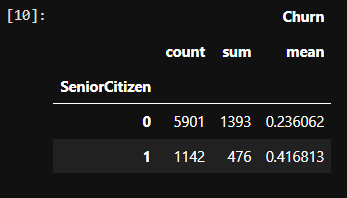 [10]: Churn
count sum mean
SeniorCitizen
0 5901 1393 0.236062
1 1142 476 0.416813